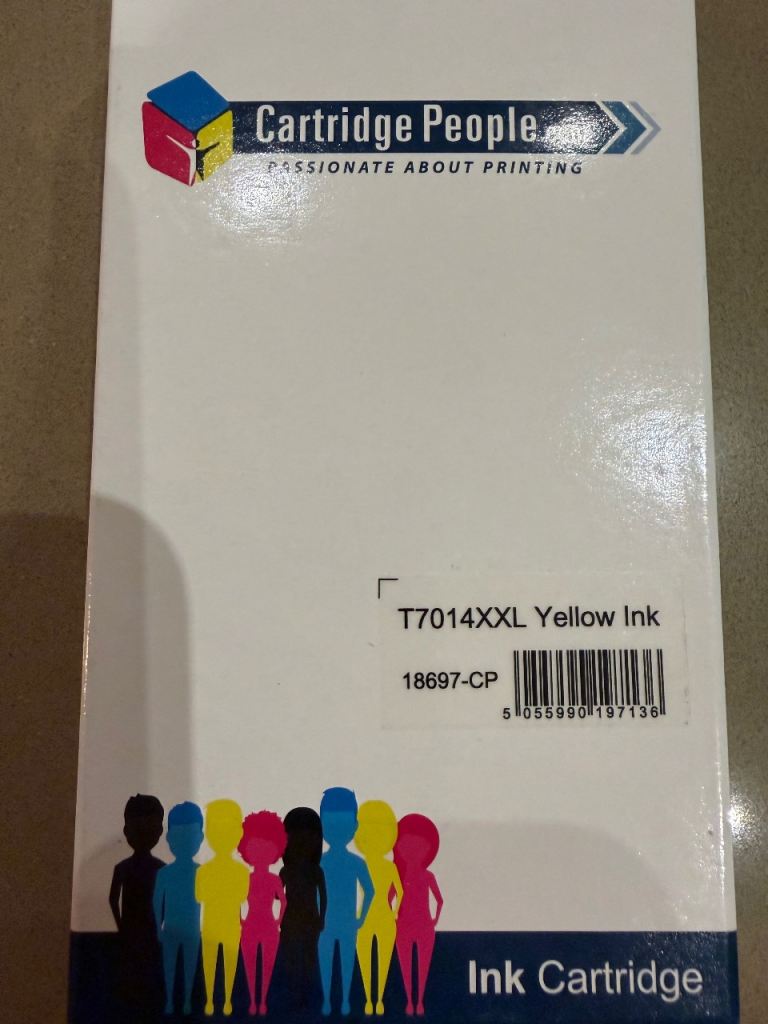 Cartridge People
PASSIONATE ABOUT PRINTING
T7014XXL Yellow Ink
18697-CP
5 055990 197136
Ink Cartridge